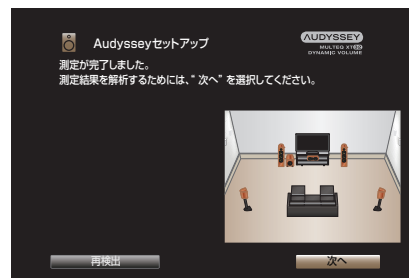 Audysseyセットアップ
AUDYSSEY
MULTEQ XT32
DYNAMIC VOLUME
測定が完了しました。
測定結果を解析するためには、“次へ”を選択してください。
再検出
次へ